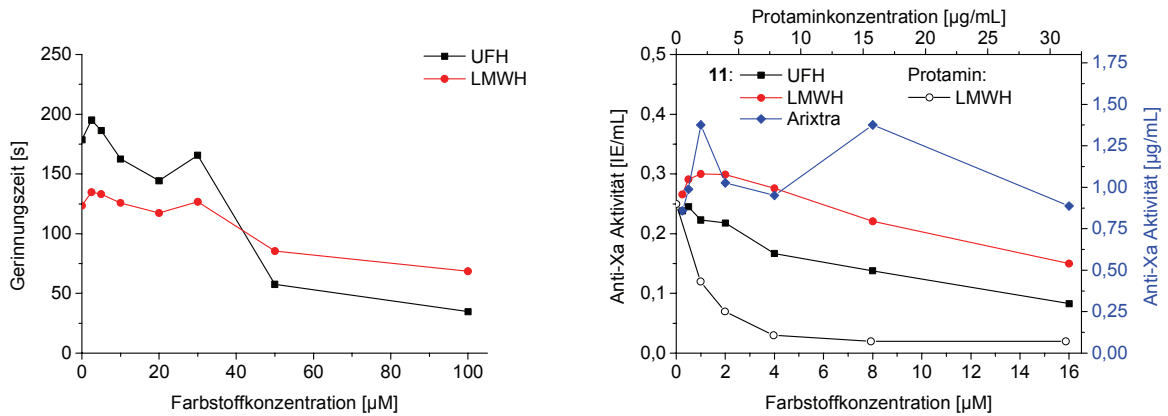 UFH
LMWH
Gerinnungszeit [s]
250
200
150
100
50
0
0 20 40 60 80 100
Farbstoffkonzentration [µM]
Protaminkonzentration [µg/mL]
0 5 10 15 20 25 30
11: UFH
LMWH
Arixtra
Protamin:
LMWH
Anti-Xa Aktivität [IE/mL]
0,5
0,4
0,3
0,2
0,1
0,0
Anti-Xa Aktivität [µg/mL]
1,75
1,50
1,25
1,00
0,75
0,50
0,25
0,00
0 2 4 6 8 10 12 14 16
Farbstoffkonzentration [µM]